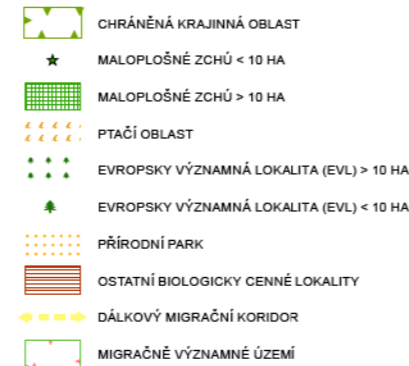 CHRÁNĚNÁ KRAJINNÁ OBLAST
MALOPLOŠNÉ ZCHÚ < 10 HA
MALOPLOŠNÉ ZCHÚ > 10 HA
PTAČÍ OBLAST
EVROPSKY VÝZNAMNÁ LOKALITA (EVL) > 10 HA
EVROPSKY VÝZNAMNÁ LOKALITA (EVL) < 10 HA
PŘÍRODNÍ PARK
OSTATNÍ BIOLOGICKY CENNÉ LOKALITY
DÁLKOVÝ MIGRAČNÍ KORIDOR
MIGRAČNĚ VÝZNAMNÉ ÚZEMÍ